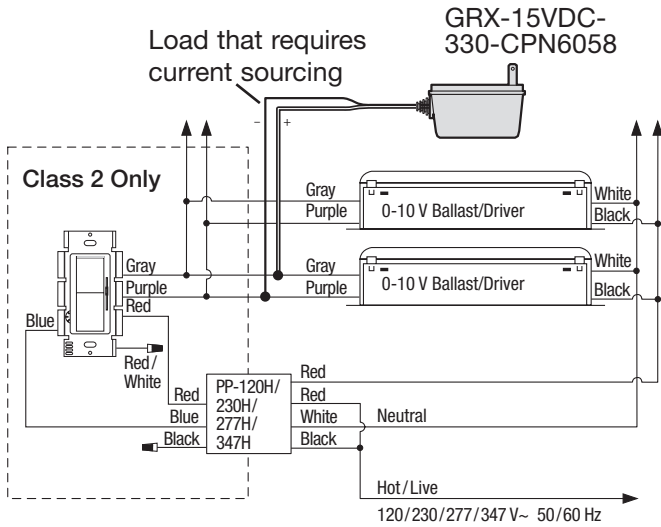 GRX-15VDC-
330-CPN6058
Load that requires
current sourcing
– +
Class 2 Only
Gray
Purple
0-10 V Ballast/Driver
White
Black
Gray
Purple
Red
Gray
Purple
0-10 V Ballast/Driver
White
Black
Blue
Red/
White
Red
Blue
Black
PP-120H/
230H/
277H/
347H
Red
Red
White
Neutral
Black
Hot/Live
120/230/277/347 V~ 50/60 Hz